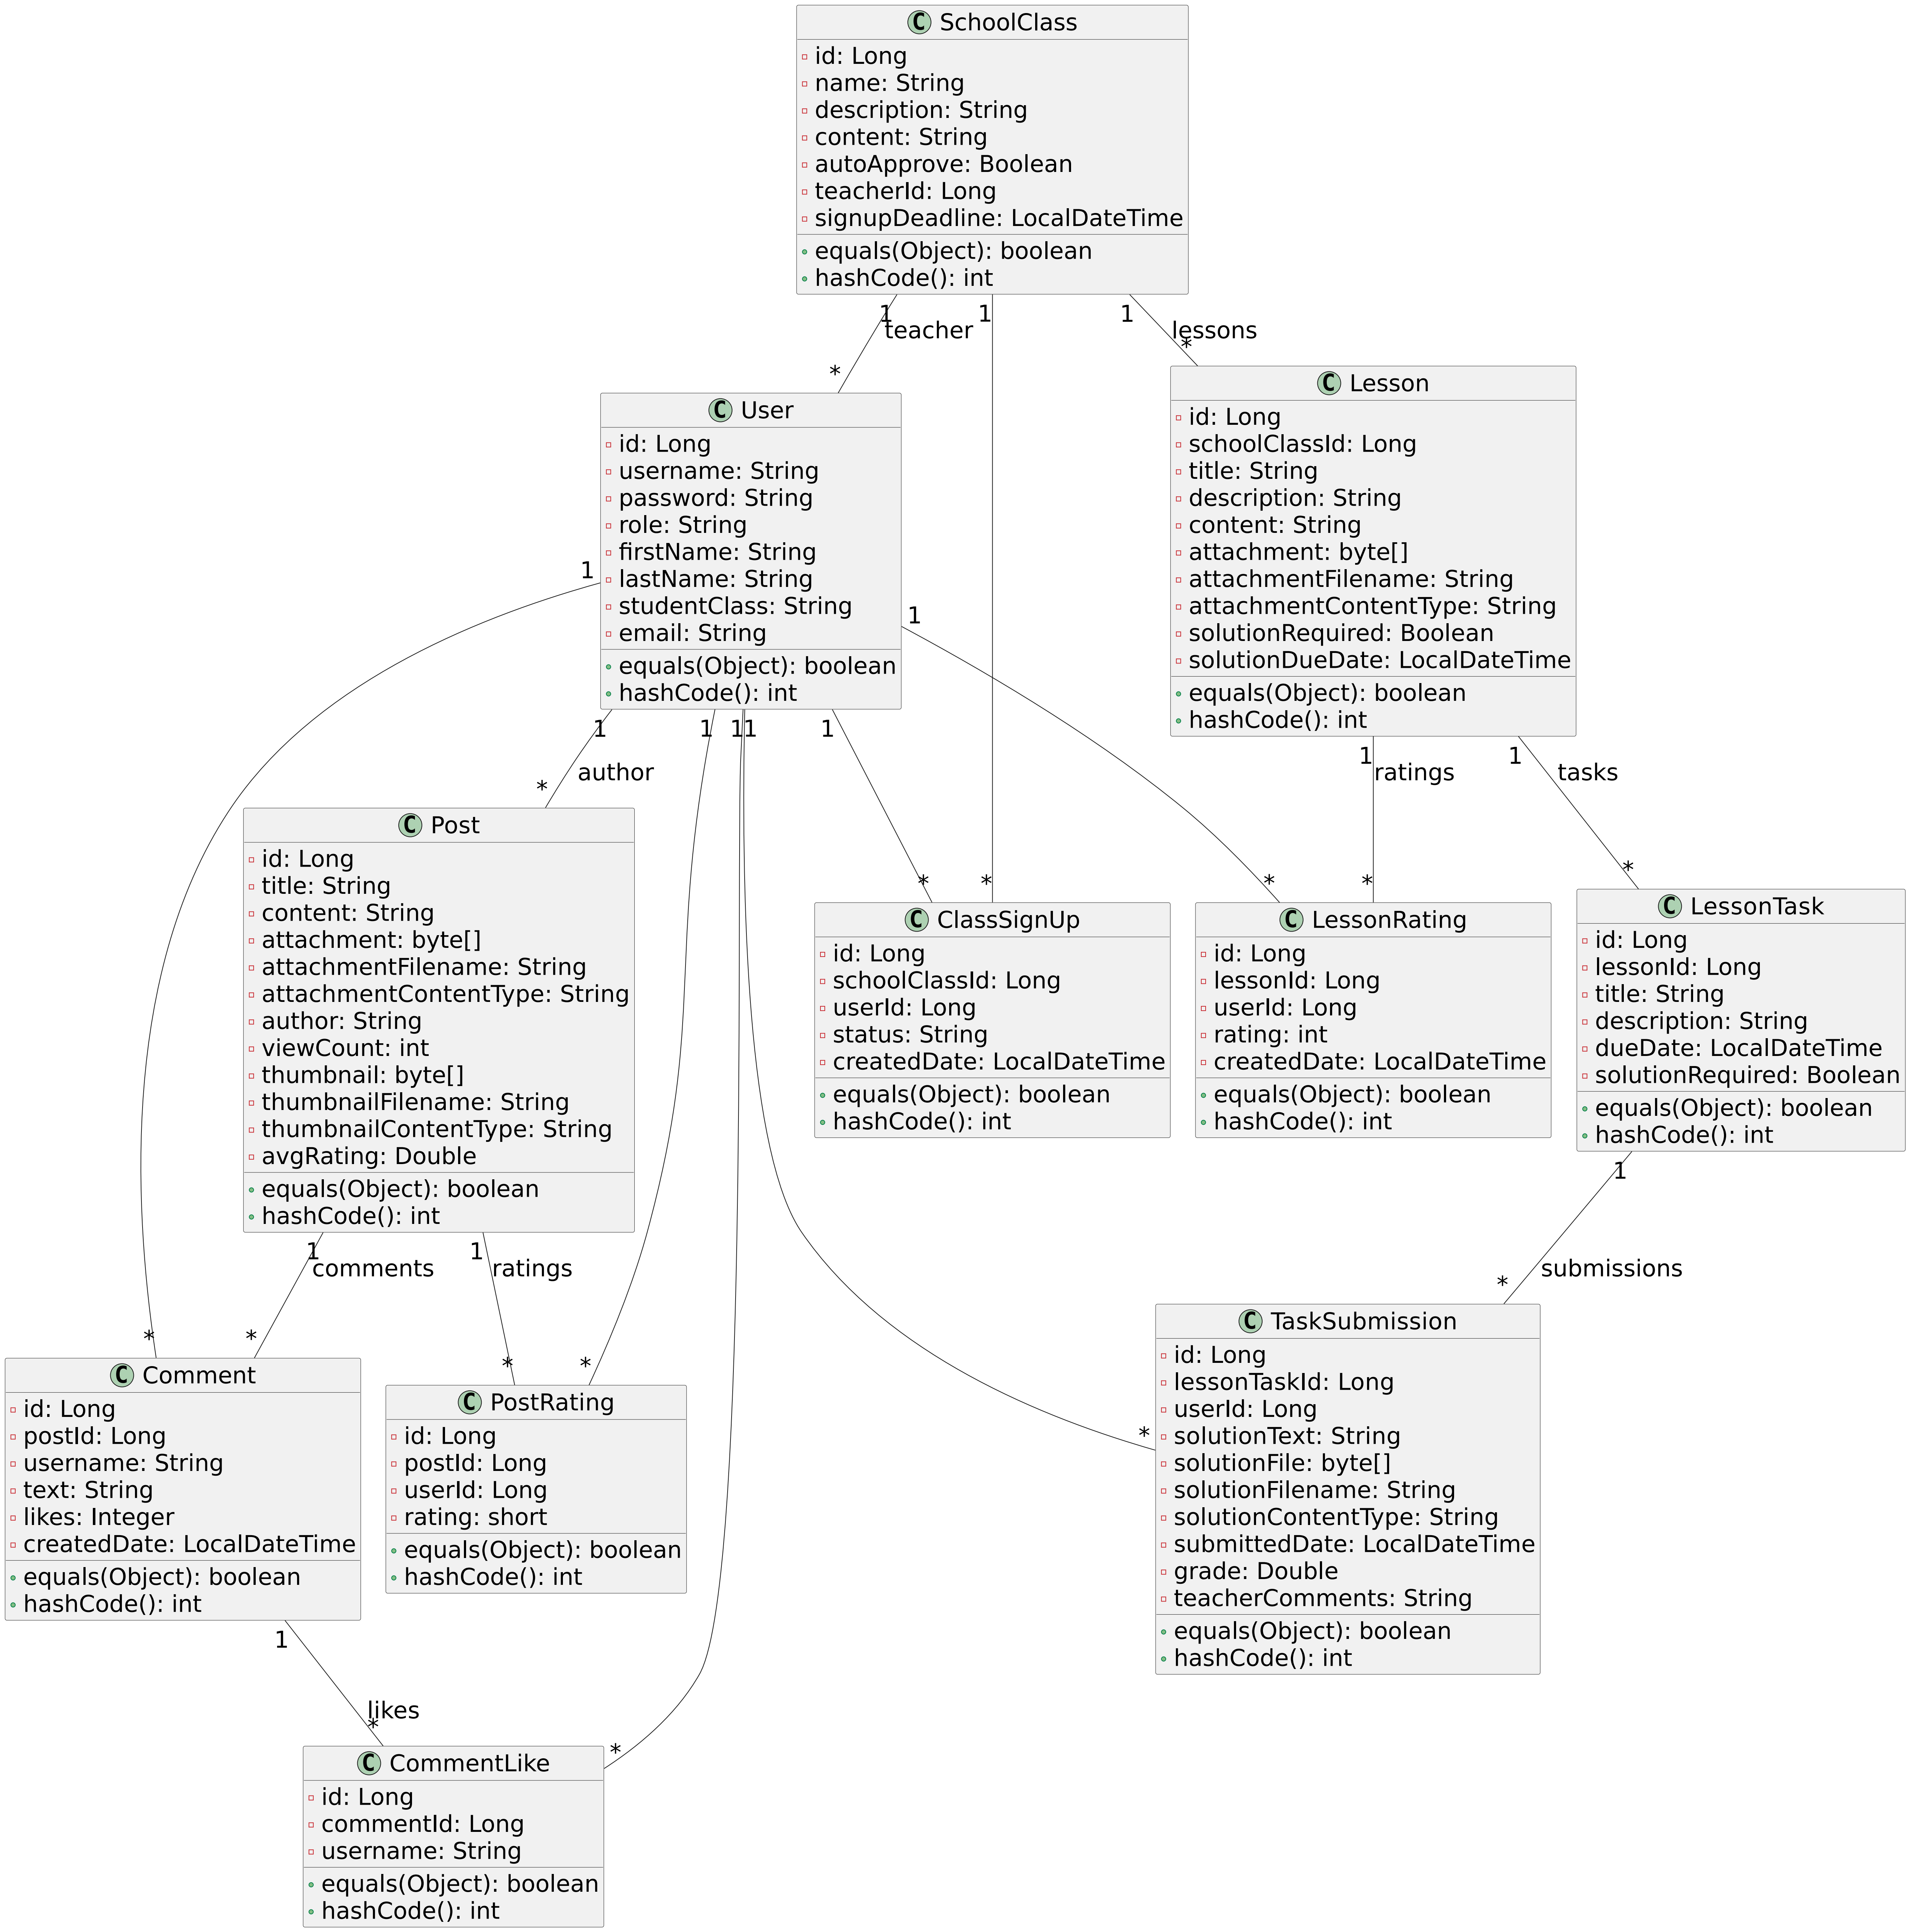 C SchoolClass
id: Long
name: String
description: String
content: String
autoApprove: Boolean
teacherId: Long
signupDeadline: LocalDateTime
equals(Object): boolean
hashCode(): int
1
teacher
*
1
*
1
lessons
*
C User
id: Long
username: String
password: String
role: String
firstName: String
lastName: String
studentClass: String
email: String
equals(Object): boolean
hashCode(): int
C Lesson
id: Long
schoolClassId: Long
title: String
description: String
content: String
attachment: byte[]
attachmentFilename: String
attachmentContentType: String
solutionRequired: Boolean
solutionDueDate: LocalDateTime
equals(Object): boolean
hashCode(): int
1
*
1
author
*
1
*
1
*
1
*
1
*
1
*
1
ratings
*
1
tasks
*
C Post
id: Long
title: String
content: String
attachment: byte[]
attachmentFilename: String
attachmentContentType: String
author: String
viewCount: int
thumbnail: byte[]
thumbnailFilename: String
thumbnailContentType: String
avgRating: Double
equals(Object): boolean
hashCode(): int
C ClassSignUp
id: Long
schoolClassId: Long
userId: Long
status: String
createdDate: LocalDateTime
equals(Object): boolean
hashCode(): int
C LessonRating
id: Long
lessonId: Long
userId: Long
rating: int
createdDate: LocalDateTime
equals(Object): boolean
hashCode(): int
C LessonTask
id: Long
lessonId: Long
title: String
description: String
dueDate: LocalDateTime
solutionRequired: Boolean
equals(Object): boolean
hashCode(): int
1
comments
*
1
ratings
*
1
submissions
*
C Comment
id: Long
postId: Long
username: String
text: String
likes: Integer
createdDate: LocalDateTime
equals(Object): boolean
hashCode(): int
C PostRating
id: Long
postId: Long
userId: Long
rating: short
equals(Object): boolean
hashCode(): int
C TaskSubmission
id: Long
lessonTaskId: Long
userId: Long
solutionText: String
solutionFile: byte[]
solutionFilename: String
solutionContentType: String
submittedDate: LocalDateTime
grade: Double
teacherComments: String
equals(Object): boolean
hashCode(): int
1
likes
*
C CommentLike
id: Long
commentId: Long
username: String
equals(Object): boolean
hashCode(): int